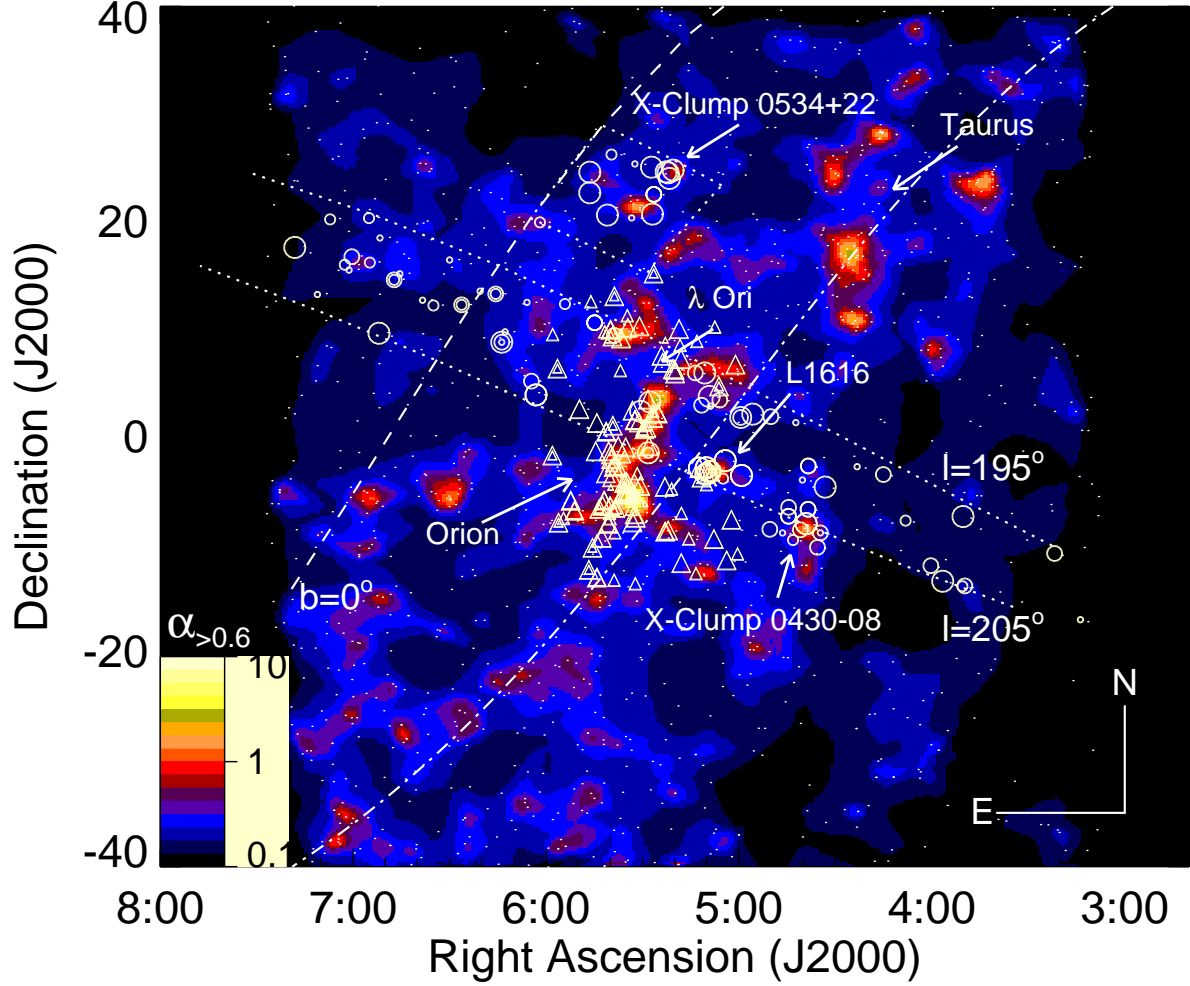 40
X-Clump 0534+22
Taurus
20
λ Ori
L1616
0
l=195°
Orion
b=0°
X-Clump 0430-08
l=205°
α>0.6
-20
10
N
1
E
-40
0.1
8:00
7:00
6:00
5:00
4:00
3:00
Right Ascension (J2000)
Declination (J2000)